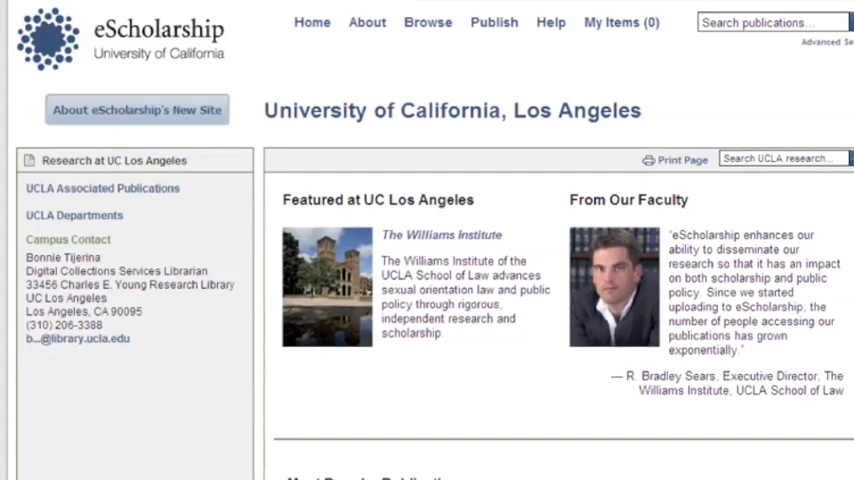 eScholarship
University of California
Home About Browse Publish Help My Items (0)
Search publications...
Advanced
About eScholarship's New Site
University of California, Los Angeles
Research at UC Los Angeles
UCLA Associated Publications
UCLA Departments
Campus Contact
Bonnie Tijerina
Digital Collections Services Librarian
33456 Charles E. Young Research Library
UC Los Angeles
Los Angeles, CA 90095
(310) 206-3388
b...@library.ucla.edu
Print Page
Search UCLA research...
Featured at UC Los Angeles
The Williams Institute
The Williams Institute of the
UCLA School of Law advances
sexual orientation law and public
policy through rigorous,
independent research and
scholarship.
From Our Faculty
"eScholarship enhances our
ability to disseminate our
research so that it has an impact
on both scholarship and public
policy. Since we started
uploading to eScholarship, the
number of people accessing our
publications has grown
exponentially."
— R. Bradley Sears, Executive Director, The
Williams Institute, UCLA School of Law